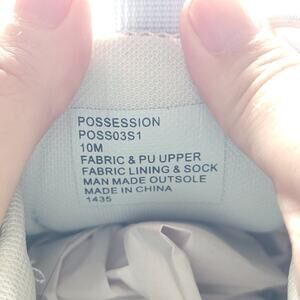 POSSESSION
POSS03S1
10M
FABRIC & PU UPPER
FABRIC LINING & SOCK
MAN MADE OUTSOLE
MADE IN CHINA
1435